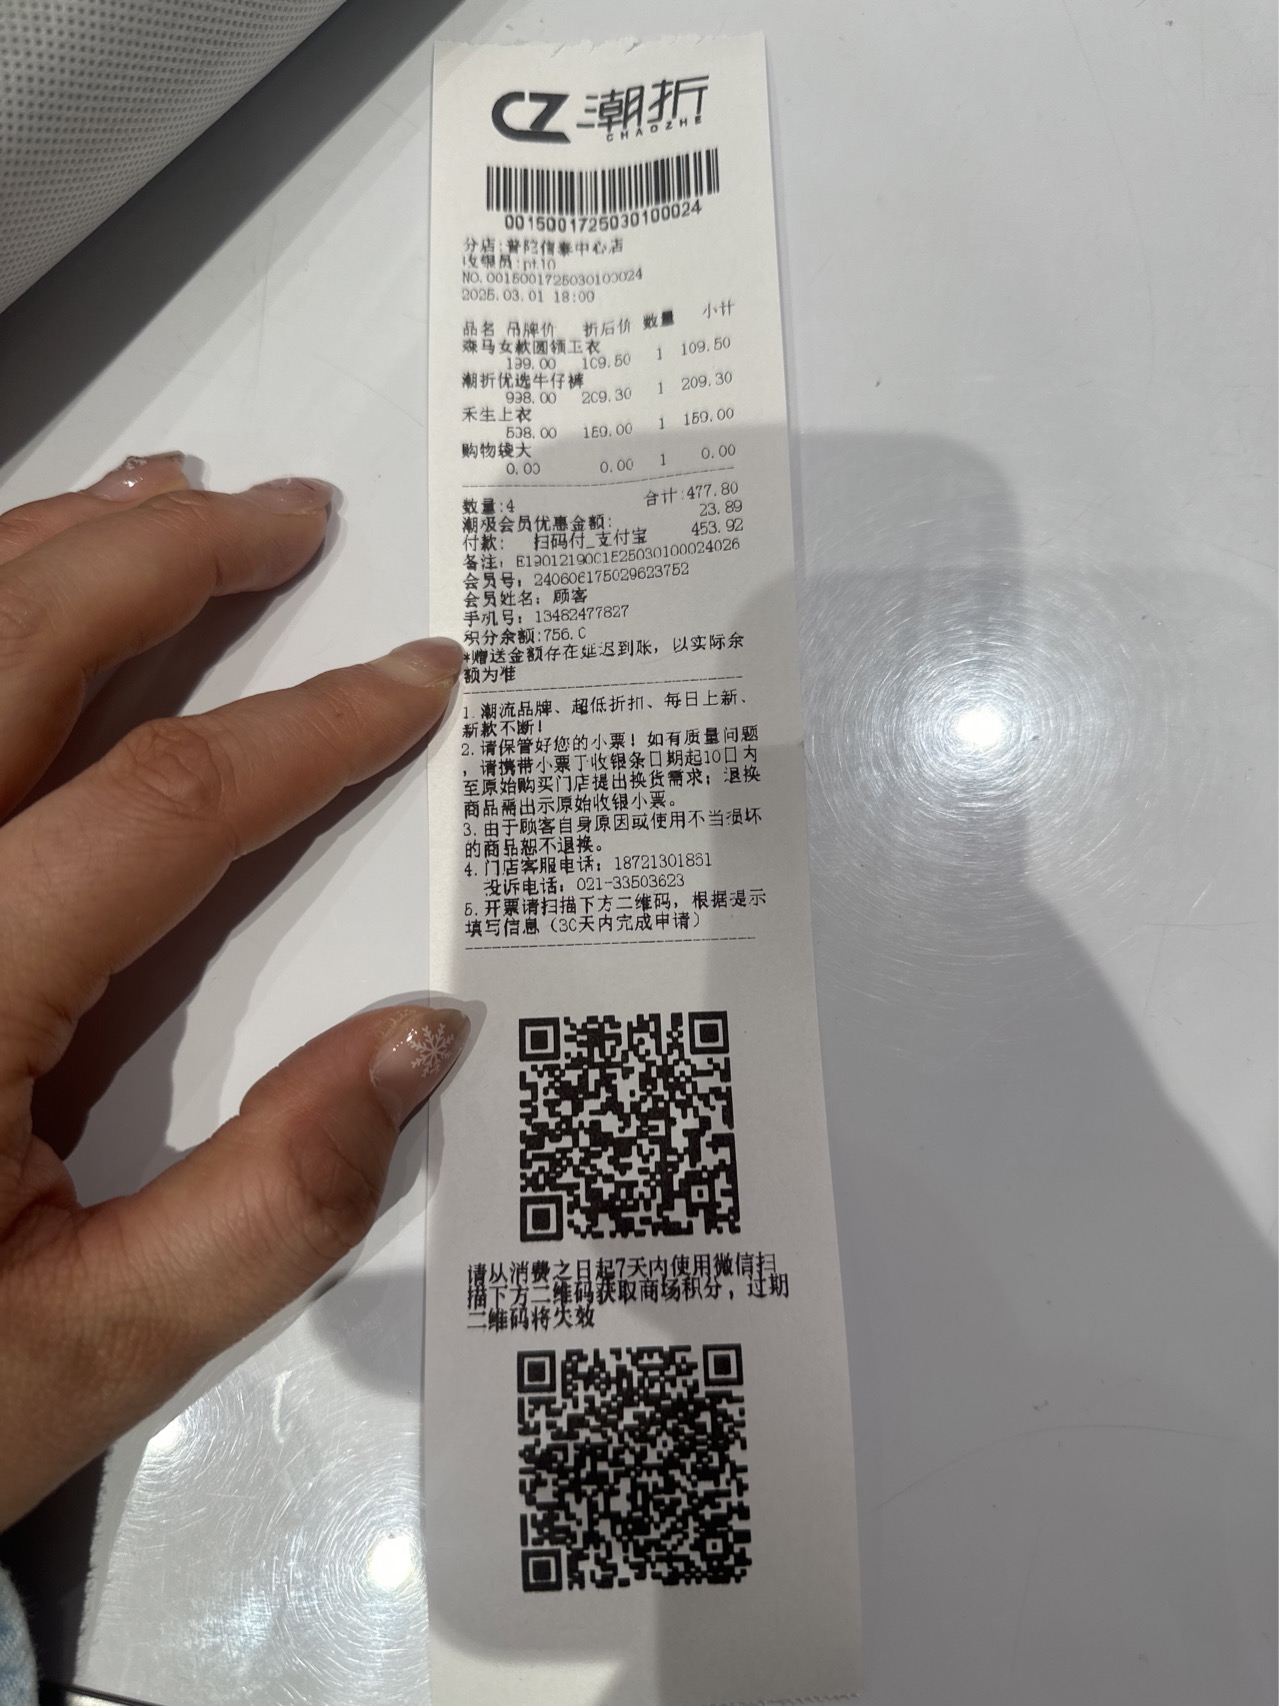 CZ 潮折
CHAOZHE
0015001725030100024
分店:普陀信泰中心店
收银员:pt10
NO.0015001725030100024
2025.03.01 18:00
品名 吊牌价 折后价 数量 小计
森马女款圆领卫衣
199.00 109.50 1 109.50
潮折优选牛仔裤
998.00 209.30 1 209.30
禾生上衣
598.00 159.00 1 159.00
购物袋大
0.00 0.00 1 0.00
数量:4 合计:477.80
潮极会员优惠金额: 23.89
付款: 扫码付_支付宝 453.92
备注:
会员号: 240606175029623752
会员姓名: 顾客
手机号: 13482477827
积分余额:756.0
*赠送金额存在延迟到账，以实际余
额为准
1.潮流品牌、超低折扣、每日上新、
新款不断!
2.请保管好您的小票! 如有质量问题
，请携带小票于收银条日期起10日内
至原始购买门店提出换货需求; 退换
商品需出示原始收银小票。
3.由于顾客自身原因或使用不当损坏
的商品恕不退换。
4.门店客服电话: 18721301851
投诉电话: 021-33503623
5.开票请扫描下方二维码，根据提示
填写信息（30天内完成申请）
请从消费之日起7天内使用微信扫
描下方二维码获取商场积分，过期
二维码将失效